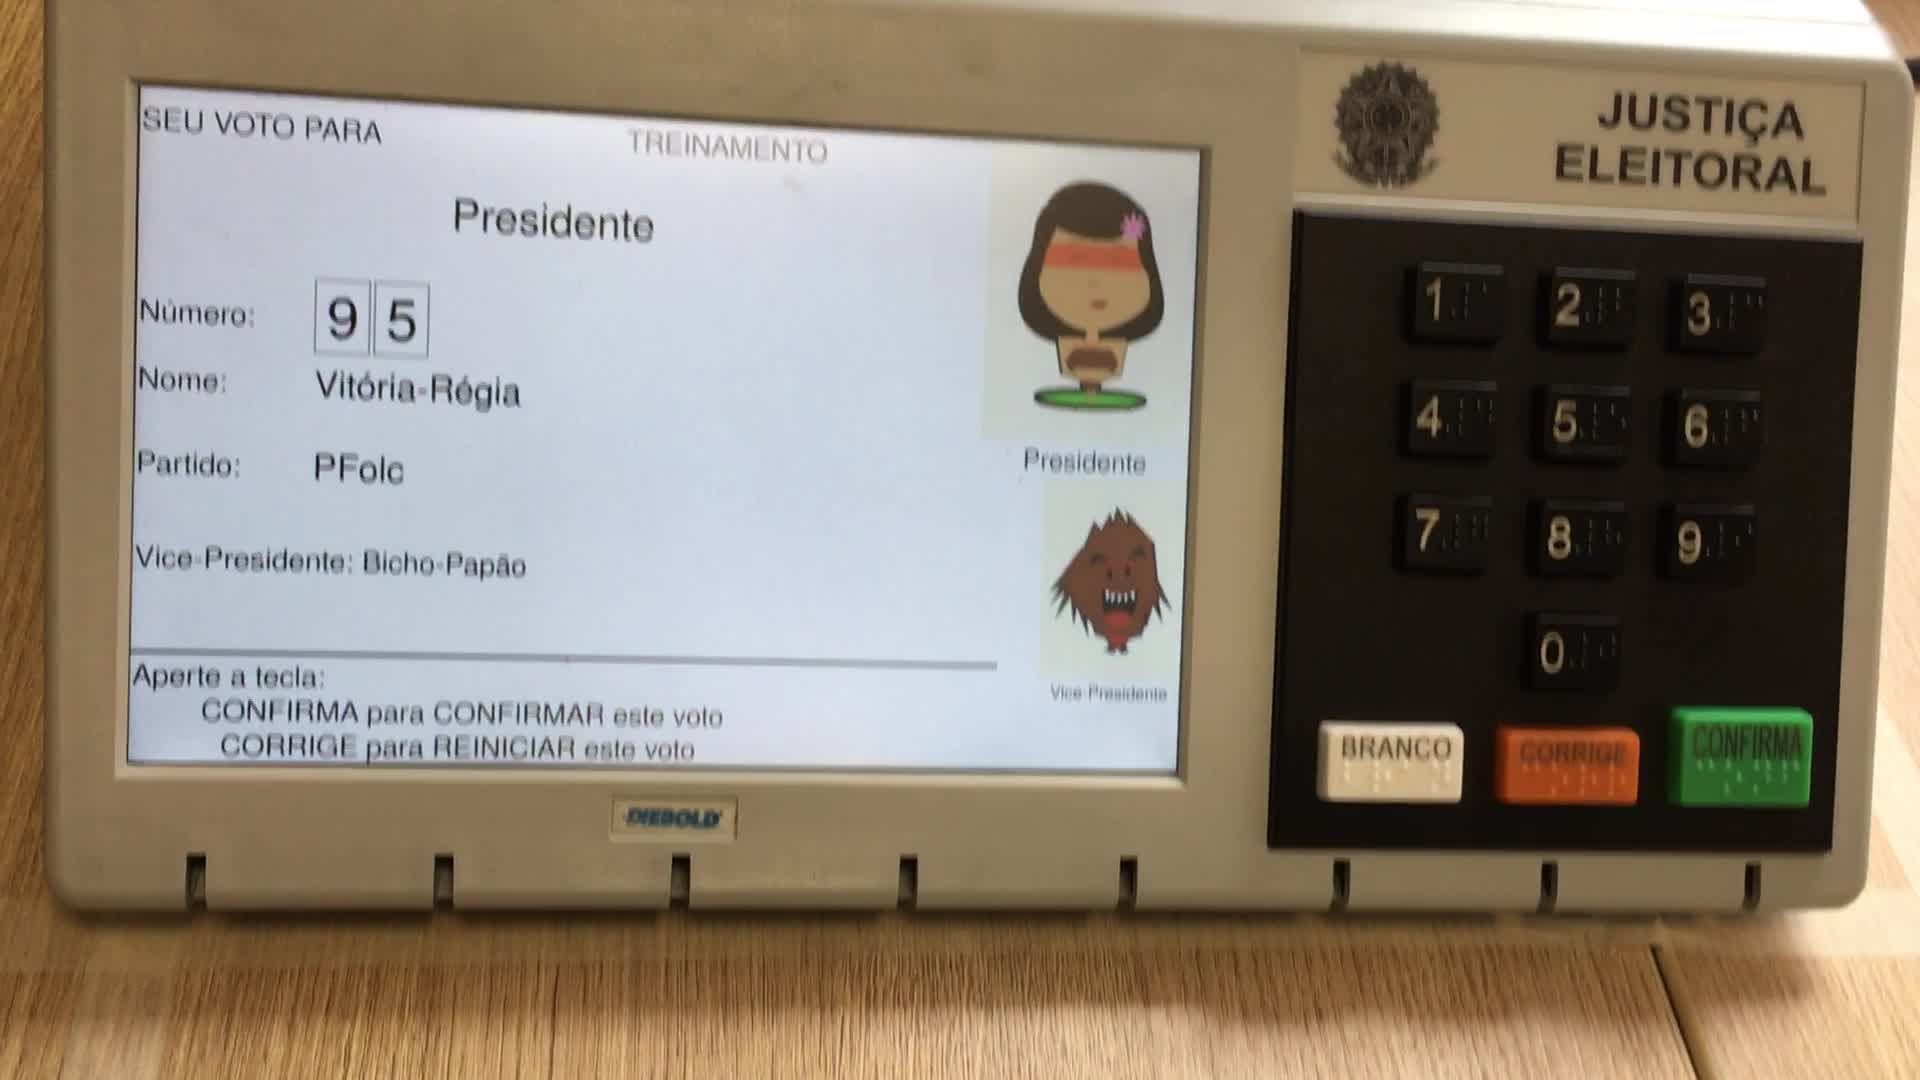 SEU VOTO PARA
TREINAMENTO
Presidente
Número: 9 5
Nome: Vitória-Régia
Partido: PFolc
Vice-Presidente: Bicho-Papão
Presidente
Vice-Presidente
Aperte a tecla:
CONFIRMA para CONFIRMAR este voto
CORRIGE para REINICIAR este voto
DIEBOLD
JUSTIÇA
ELEITORAL
1 2 3
4 5 6
7 8 9
0
BRANCO CORRIGE CONFIRMA